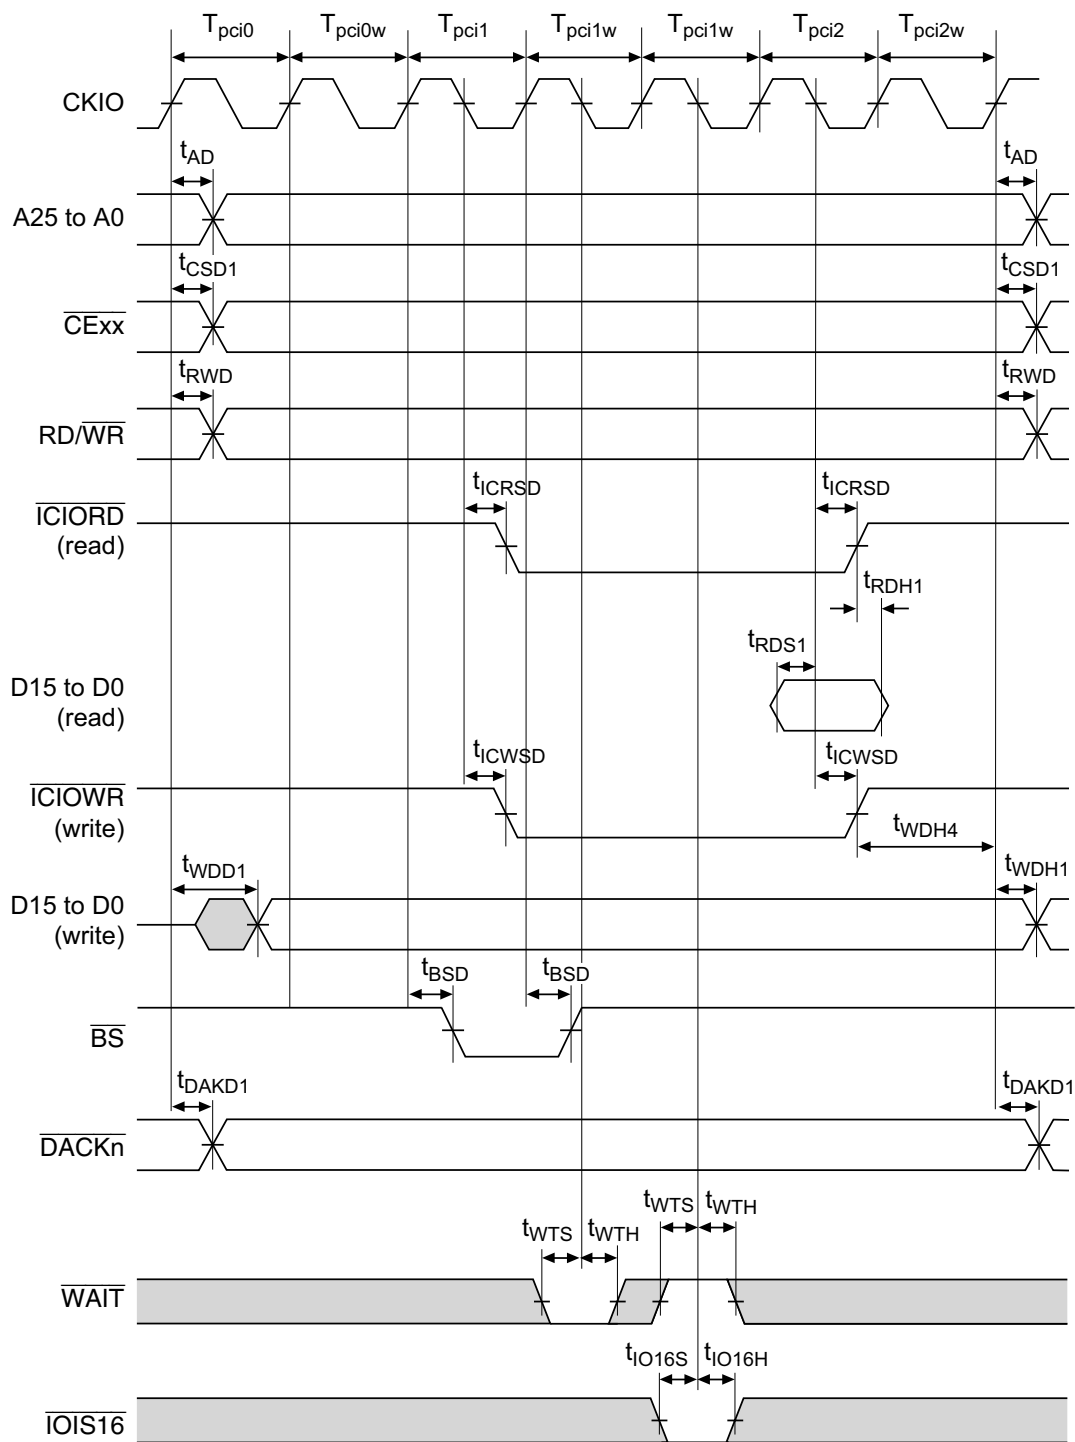 Tpci0 Tpci0w Tpci1 Tpci1w Tpci1w Tpci2 Tpci2w
CKIO
tAD tAD
A25 to A0
tCSD1 tCSD1
CExx
tRWD tRWD
RD/WR
tICRSD tICRSD
ICIORD
(read)
tRDH1
tRDS1
D15 to D0
(read)
tICWSD tICWSD
ICIOWR
(write)
tWDH4
tWDD1 tWDH1
D15 to D0
(write)
tBSD tBSD
BS
tDAKD1 tDAKD1
DACKn
tWTS tWTH
tWTS tWTH
WAIT
tIO16S tIO16H
IOIS16